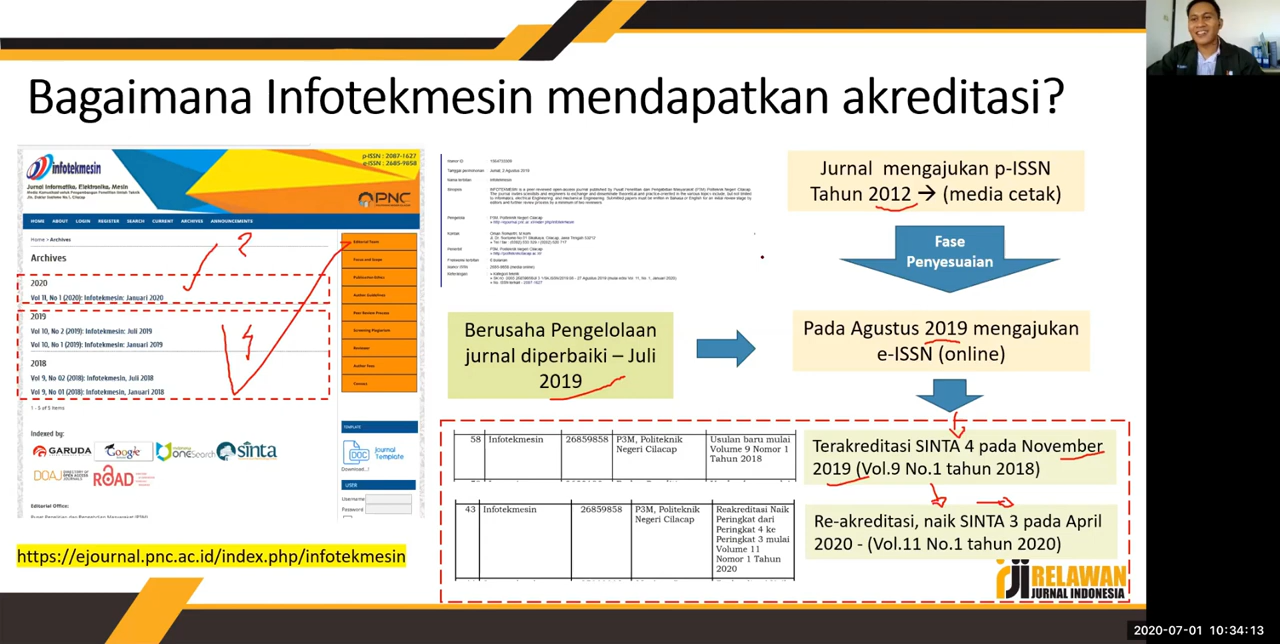 Bagaimana Infotekmesin mendapatkan akreditasi?
infotekmesin
Jurnal Informatika, Elektronika, Mesin
p-ISSN : 2087-1627
e-ISSN : 2685-9858
PNC
HOME ABOUT LOGIN REGISTER SEARCH CURRENT ARCHIVES ANNOUNCEMENTS
Home > Archives
Archives
2020
Vol 11, No 1 (2020): Infotekmesin: Januari 2020
2019
Vol 10, No 2 (2019): Infotekmesin: Juli 2019
Vol 10, No 1 (2019): Infotekmesin: Januari 2019
2018
Vol 9, No 02 (2018): Infotekmesin, Juli 2018
Vol 9, No 01 (2018): Infotekmesin, Januari 2018
1 - 5 of 5 Items
Indexed by:
GARUDA Google OneSearch sinta
DOAJ ROAD
Editorial Office:
Editorial Team
Focus and Scope
Publication Ethics
Author Guidelines
Peer Review Process
Screening Plagiarism
Reviewer
Author Fees
Contact
TEMPLATE
DOC Journal Template
Download..!
USER
Username
Password
https://ejournal.pnc.ac.id/index.php/infotekmesin
Berusaha Pengelolaan
jurnal diperbaiki – Juli
2019
Jurnal mengajukan p-ISSN
Tahun 2012 → (media cetak)
Fase
Penyesuaian
Pada Agustus 2019 mengajukan
e-ISSN (online)
58 Infotekmesin 26859858 P3M, Politeknik Negeri Cilacap Usulan baru mulai Volume 9 Nomor 1 Tahun 2018
Terakreditasi SINTA 4 pada November
2019 (Vol.9 No.1 tahun 2018)
43 Infotekmesin 26859858 P3M, Politeknik Negeri Cilacap Reakreditasi Naik Peringkat dari Peringkat 4 ke Peringkat 3 mulai Volume 11 Nomor 1 Tahun 2020
Re-akreditasi, naik SINTA 3 pada April
2020 - (Vol.11 No.1 tahun 2020)
RJI RELAWAN
JURNAL INDONESIA
2020-07-01 10:34:13